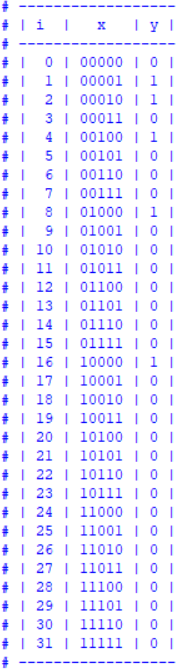 # -------------------
# | i | x | y |
# -------------------
# | 0 | 00000 | 0 |
# | 1 | 00001 | 1 |
# | 2 | 00010 | 1 |
# | 3 | 00011 | 0 |
# | 4 | 00100 | 1 |
# | 5 | 00101 | 0 |
# | 6 | 00110 | 0 |
# | 7 | 00111 | 0 |
# | 8 | 01000 | 1 |
# | 9 | 01001 | 0 |
# | 10 | 01010 | 0 |
# | 11 | 01011 | 0 |
# | 12 | 01100 | 0 |
# | 13 | 01101 | 0 |
# | 14 | 01110 | 0 |
# | 15 | 01111 | 0 |
# | 16 | 10000 | 1 |
# | 17 | 10001 | 0 |
# | 18 | 10010 | 0 |
# | 19 | 10011 | 0 |
# | 20 | 10100 | 0 |
# | 21 | 10101 | 0 |
# | 22 | 10110 | 0 |
# | 23 | 10111 | 0 |
# | 24 | 11000 | 0 |
# | 25 | 11001 | 0 |
# | 26 | 11010 | 0 |
# | 27 | 11011 | 0 |
# | 28 | 11100 | 0 |
# | 29 | 11101 | 0 |
# | 30 | 11110 | 0 |
# | 31 | 11111 | 0 |
# -------------------